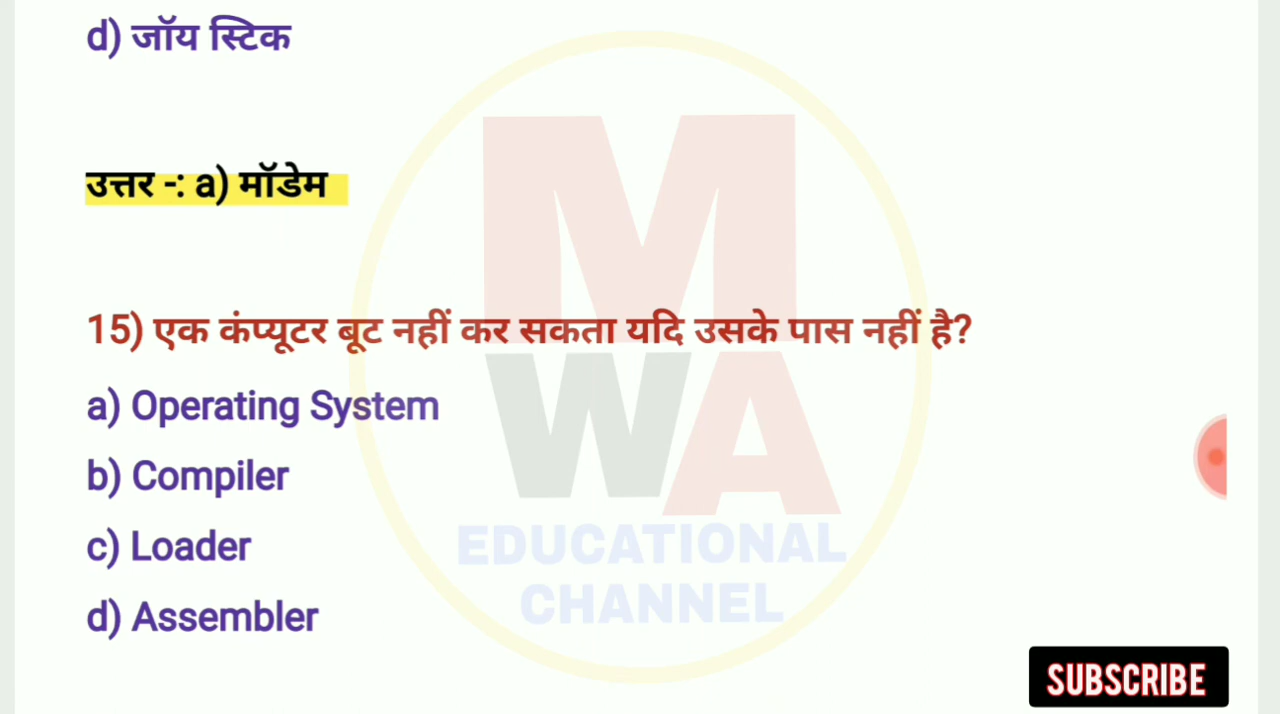 d) जॉय स्टिक
उत्तर -: a) मॉडेम
15) एक कंप्यूटर बूट नहीं कर सकता यदि उसके पास नहीं है?
a) Operating System
b) Compiler
c) Loader
d) Assembler
MWA
EDUCATIONAL
CHANNEL
SUBSCRIBE